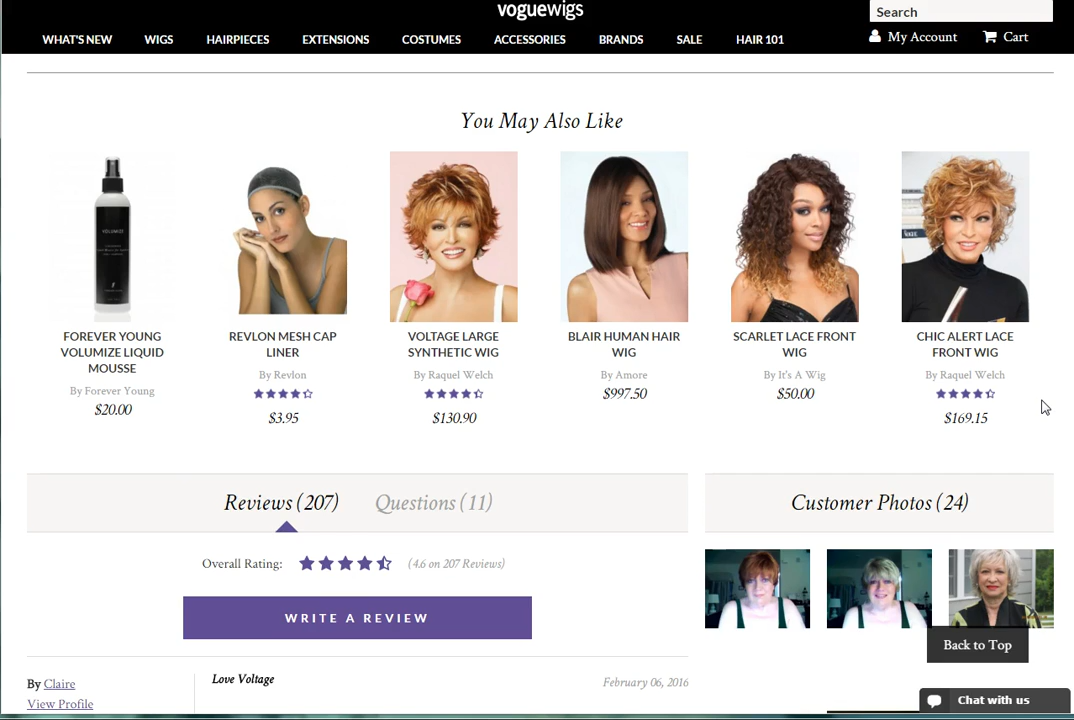 voguewigs
Search
WHAT'S NEW WIGS HAIRPIECES EXTENSIONS COSTUMES ACCESSORIES BRANDS SALE HAIR 101
My Account Cart
You May Also Like
VOLUMIZE
FOREVER YOUNG
VOLUMIZE LIQUID
MOUSSE
By Forever Young
$20.00
REVLON MESH CAP
LINER
By Revlon
$3.95
VOLTAGE LARGE
SYNTHETIC WIG
By Raquel Welch
$130.90
BLAIR HUMAN HAIR
WIG
By Amore
$997.50
SCARLET LACE FRONT
WIG
By It's A Wig
$50.00
CHIC ALERT LACE
FRONT WIG
By Raquel Welch
$169.15
Reviews (207) Questions (11)
Overall Rating: (4.6 on 207 Reviews)
WRITE A REVIEW
By Claire
View Profile
Love Voltage
February 06, 2016
Customer Photos (24)
Back to Top
Chat with us